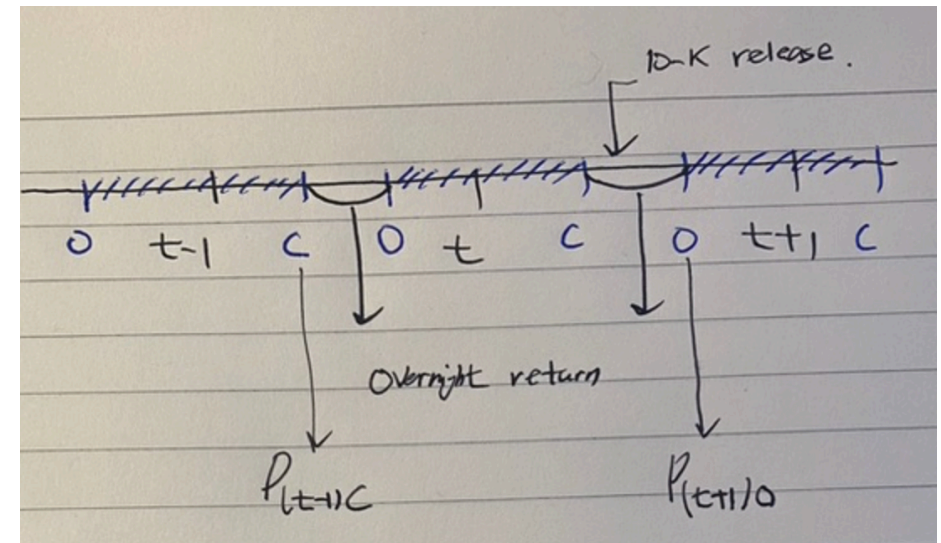 10-K release.
O t-1 C O t C O t+1 C
Overnight return
P(t-1)C P(t+1)O